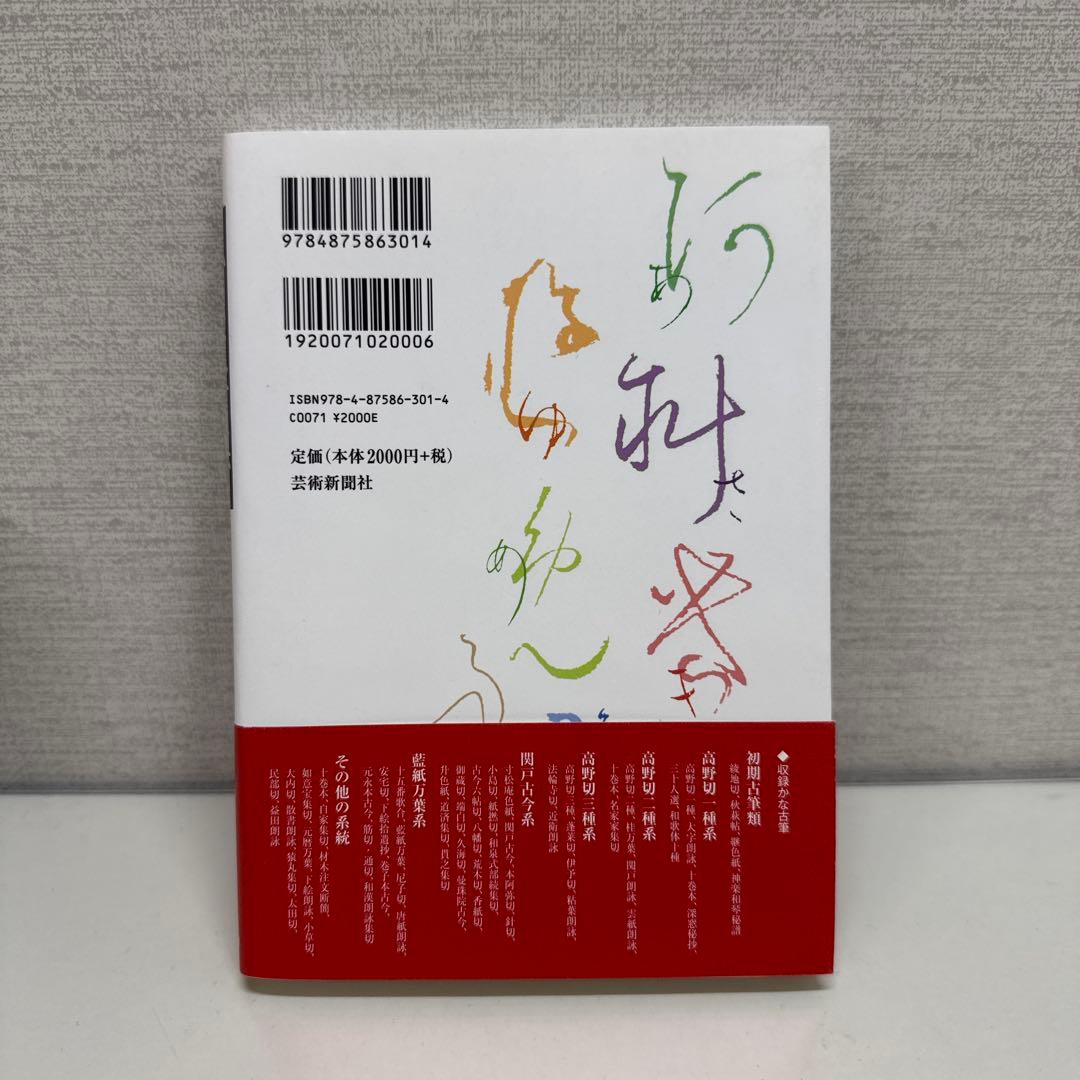 9784875863014
1920071020006
ISBN978-4-87586-301-4
C0071 ¥2000E
定価(本体2000円+税)
芸術新聞社
あ
さ
ゆ
め
◆収録かな古筆
初期古筆類
綾地切、秋萩帖、継色紙、神楽和琴秘譜
高野切一種系
高野切一種、大字朗詠、十巻本、深窓秘抄、
三十人選、和歌体十種
高野切二種系
高野切二種、桂万葉、関戸朗詠、雲紙朗詠、
十巻本、名家家集切
高野切三種系
高野切三種、蓬莱切、伊予切、粘葉朗詠、
法輪寺切、近衛朗詠
関戸古今系
寸松庵色紙、関戸古今、本阿弥切、針切、
小島切、紙撚切、和泉式部続集切、
古今六帖切、八幡切、荒木切、香紙切、
御蔵切、端白切、久海切、曼殊院古今、
升色紙、道済集切、貫之集切
藍紙万葉系
十五番歌合、藍紙万葉、尼子切、唐紙朗詠、
安宅切、下絵拾遺抄、巻子本古今、
元永本古今、筋切・通切、和漢朗詠集切
その他の系統
十巻本、自家集切、材木注文断簡、
如意宝集切、元暦万葉、下絵朗詠、小草切、
大内切、散書朗詠、猿丸集切、太田切、
民部切、益田朗詠